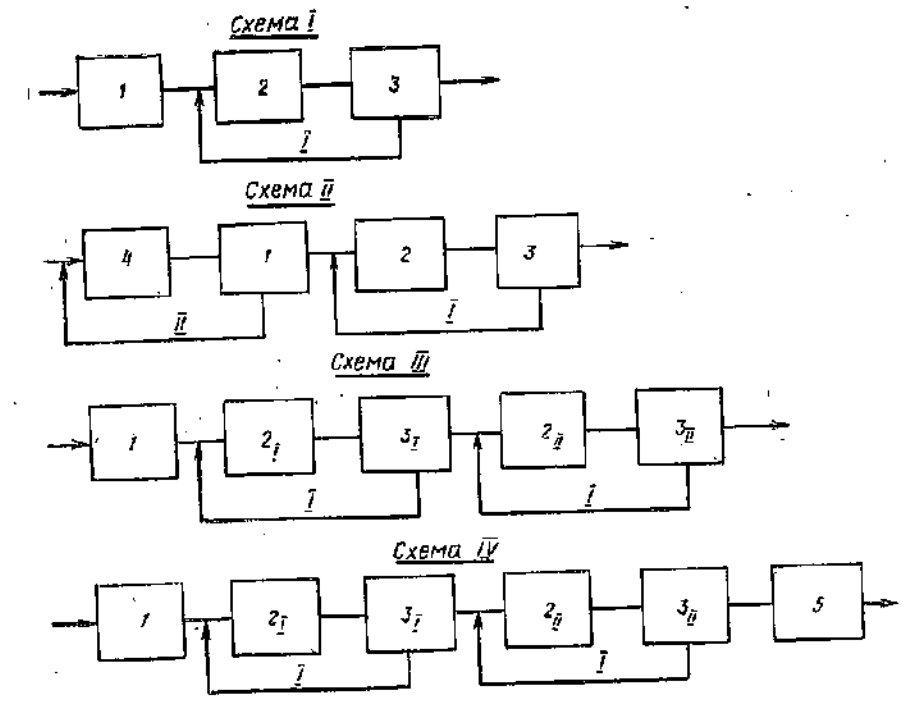 Схема I
1 2 3
I
Схема II
4 1 2 3
II I
Схема III
1 2I 3I 2II 3II
I I
Схема IV
1 2I 3I 2II 3II 5
I I